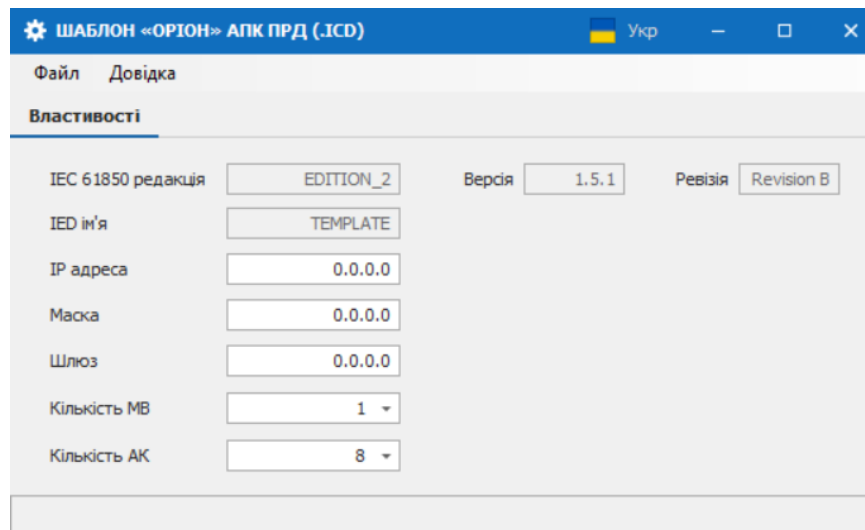 ШАБЛОН «ОРІОН» АПК ПРД (.ICD) Укр
Файл Довідка
Властивості
IEC 61850 редакція EDITION_2 Версія 1.5.1 Ревізія Revision B
IED ім'я TEMPLATE
IP адреса 0.0.0.0
Маска 0.0.0.0
Шлюз 0.0.0.0
Кількість МВ 1
Кількість АК 8